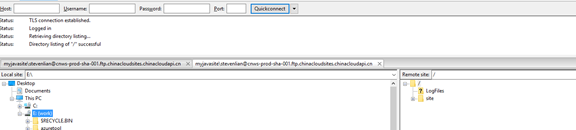 Host: Username: Password: Port: Quickconnect
Status: TLS connection established.
Status: Logged in
Status: Retrieving directory listing...
Status: Directory listing of "/" successful
myjavasite\stevenlian@cnws-prod-sha-001.ftp.chinacloudsites.chinacloudapi.cn myjavasite\stevenlian@cnws-prod-sha-001.ftp.chinacloudsites.chinacloudapi.cn
Local site: E:\
Remote site: /
Desktop
Documents
This PC
C:
E: (work)
$RECYCLE.BIN
azuretool
/
LogFiles
site